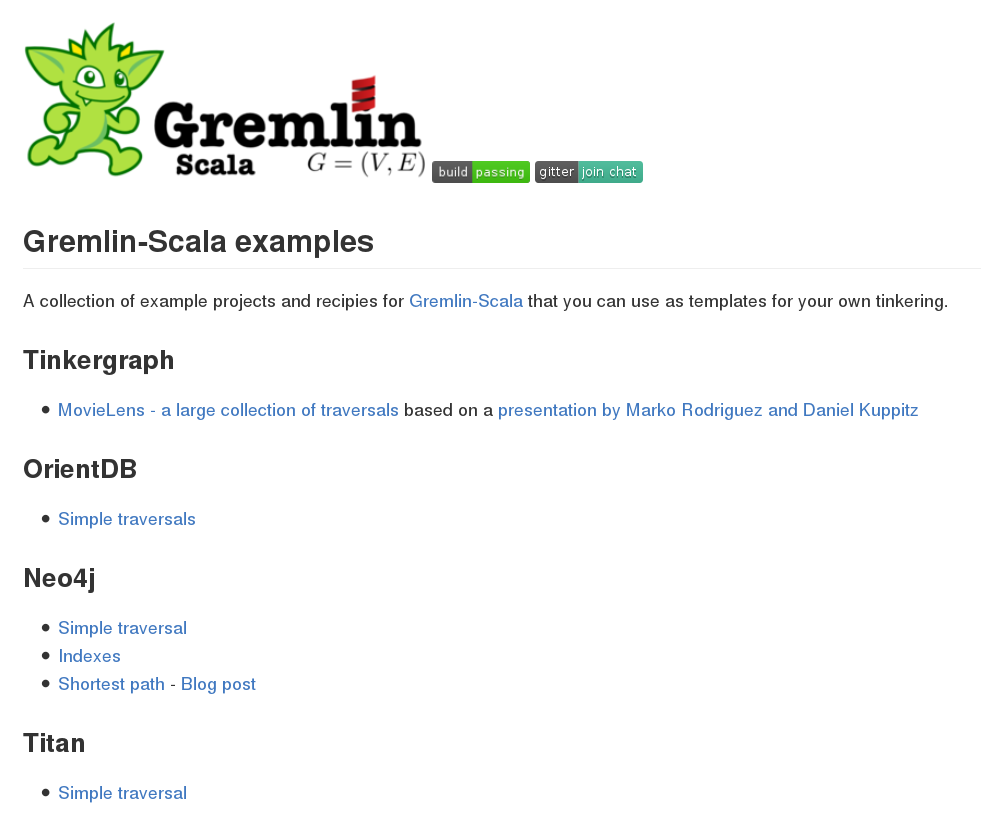 Gremlin
Scala G = (V, E)
build passing gitter join chat
Gremlin-Scala examples
A collection of example projects and recipies for Gremlin-Scala that you can use as templates for your own tinkering.
Tinkergraph
• MovieLens - a large collection of traversals based on a presentation by Marko Rodriguez and Daniel Kuppitz
OrientDB
• Simple traversals
Neo4j
• Simple traversal
• Indexes
• Shortest path - Blog post
Titan
• Simple traversal